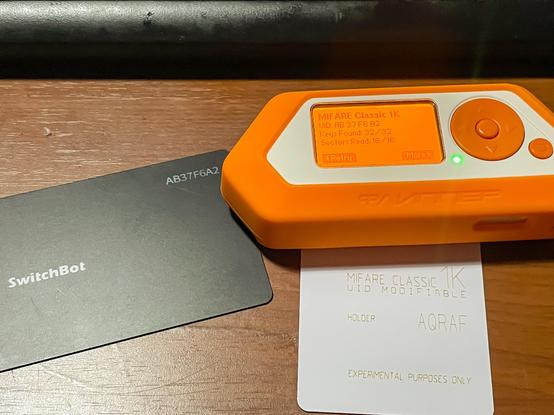 MIFARE Classic 1K
UID: AB 37 F6 A2
Keys Found: 32/32
Sectors Read: 16/16
Retry
More
AB37F6A2
SwitchBot
MIFARE CLASSIC 1K
UID MODIFIABLE
HOLDER AQRAF
EXPERIMENTAL PURPOSES ONLY